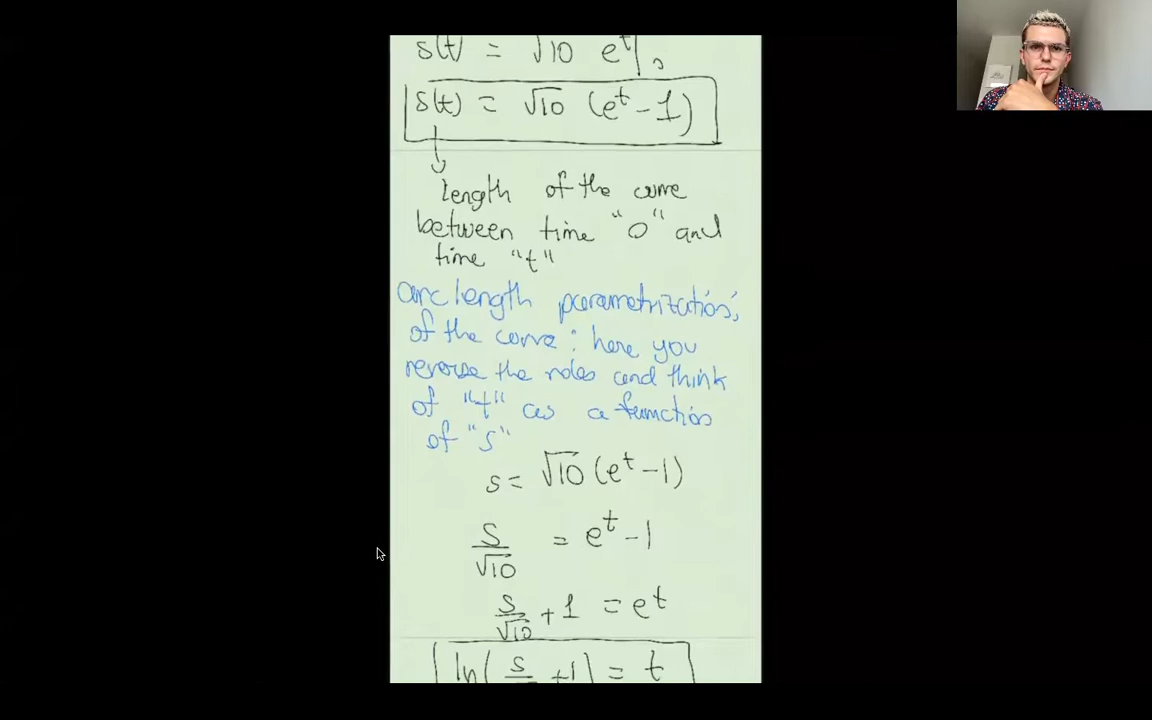 s(t) = √10 e^t |₀
s(t) = √10 (e^t - 1)
length of the curve
between time "0" and
time "t"
arc length parametrization
of the curve : here you
reverse the roles and think
of "t" as a function
of "s"
s = √10 (e^t - 1)
s/√10 = e^t - 1
s/√10 + 1 = e^t
ln( s/ +1) = t